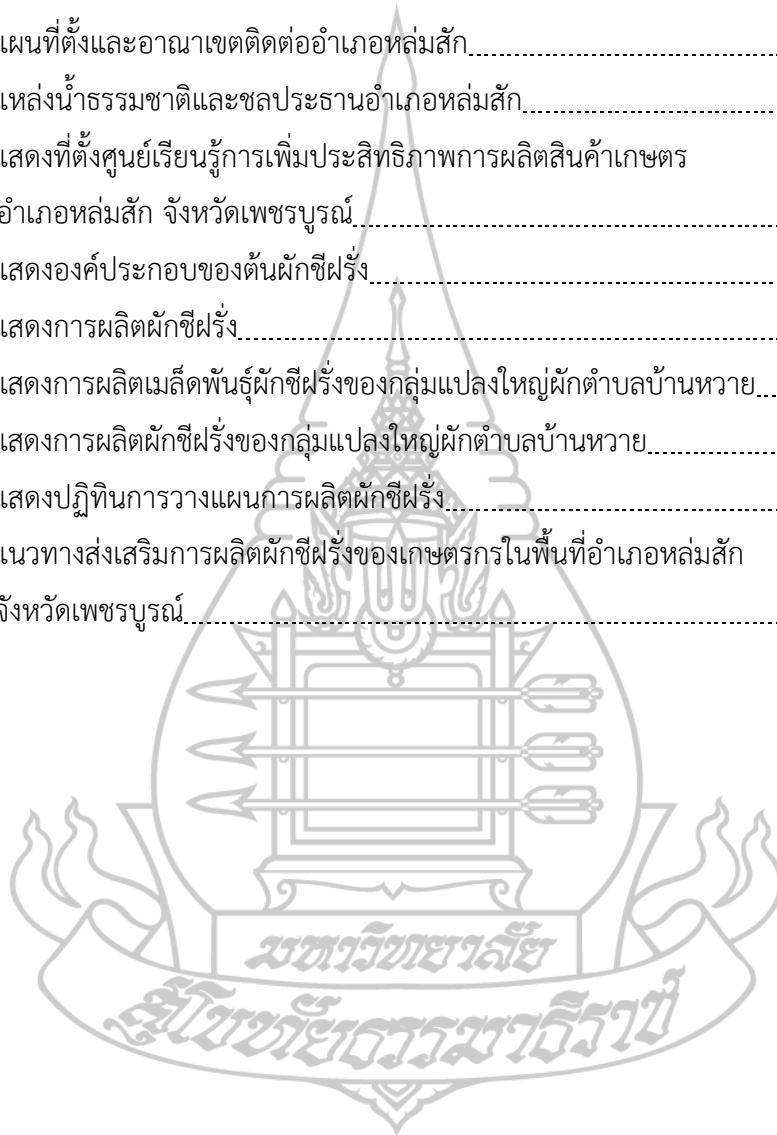 แผนที่ตั้งและอาณาเขตติดต่ออำเภอหล่มสัก
แหล่งน้ำธรรมชาติและชลประธานอำเภอหล่มสัก
แสดงที่ตั้งศูนย์เรียนรู้การเพิ่มประสิทธิภาพการผลิตสินค้าเกษตร
อำเภอหล่มสัก จังหวัดเพชรบูรณ์
แสดงองค์ประกอบของต้นผักชีฝรั่ง
แสดงการผลิตผักชีฝรั่ง
แสดงการผลิตเมล็ดพันธุ์ผักชีฝรั่งของกลุ่มแปลงใหญ่ผักตำบลบ้านหวาย
แสดงการผลิตผักชีฝรั่งของกลุ่มแปลงใหญ่ผักตำบลบ้านหวาย
แสดงปฏิทินการวางแผนการผลิตผักชีฝรั่ง
แนวทางส่งเสริมการผลิตผักชีฝรั่งของเกษตรกรในพื้นที่อำเภอหล่มสัก
จังหวัดเพชรบูรณ์
มหาวิทยาลัย
สุโขทัยธรรมาธิราช